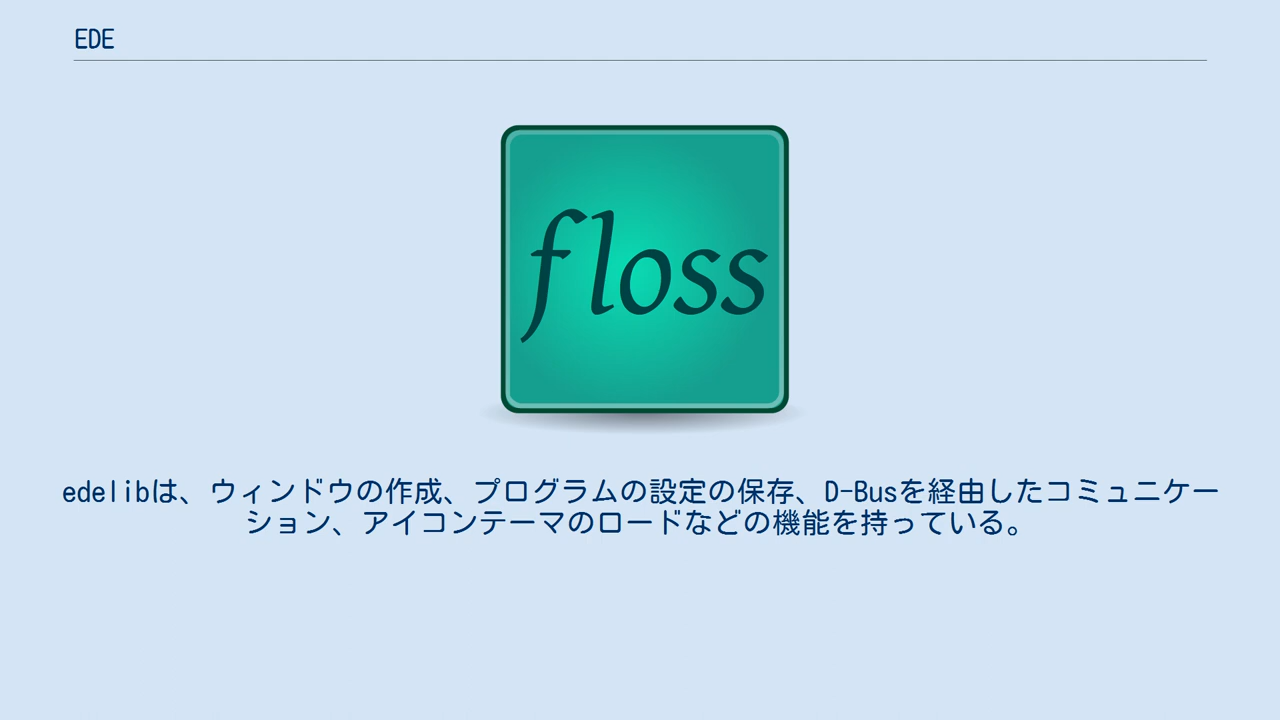 EDE
floss
edelibは、ウィンドウの作成、プログラムの設定の保存、D-Busを経由したコミュニケー
ション、アイコンテーマのロードなどの機能を持っている。